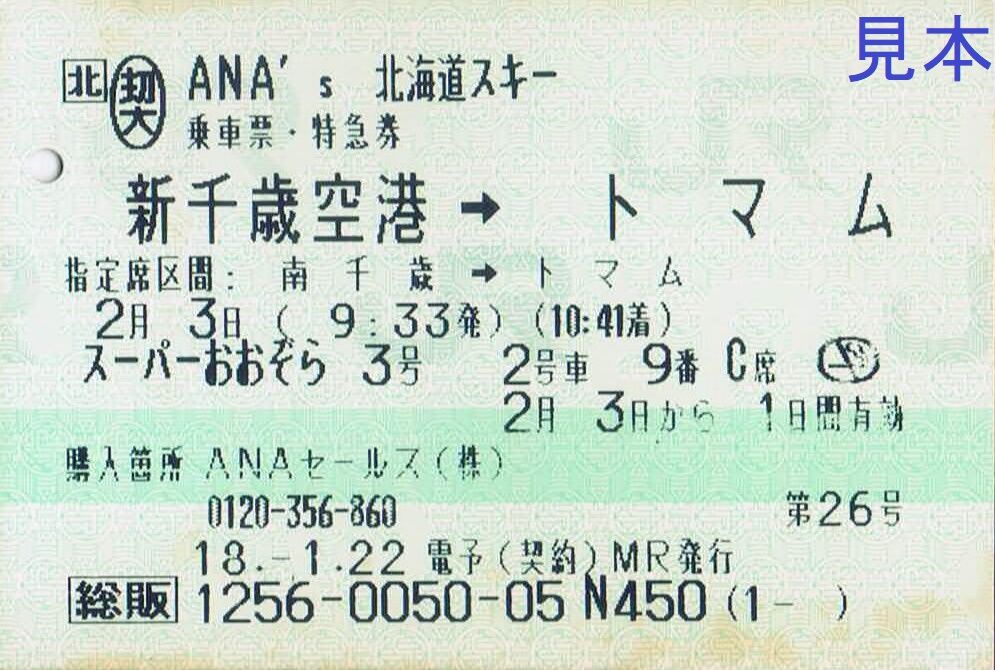 見本
北 契 ANA's 北海道スキー
乗車票・特急券
新千歳空港 → トマム
指定席区間: 南千歳 → トマム
2月 3日 ( 9:33発) (10:41着)
スーパーおおぞら 3号 2号車 9番 C席
2月 3日から 1日間有効
購入箇所 ANAセールス(株)
0120-356-860 第26号
18.-1.22 電予(契約)MR発行
総販 1256-0050-05 N450 (1- )